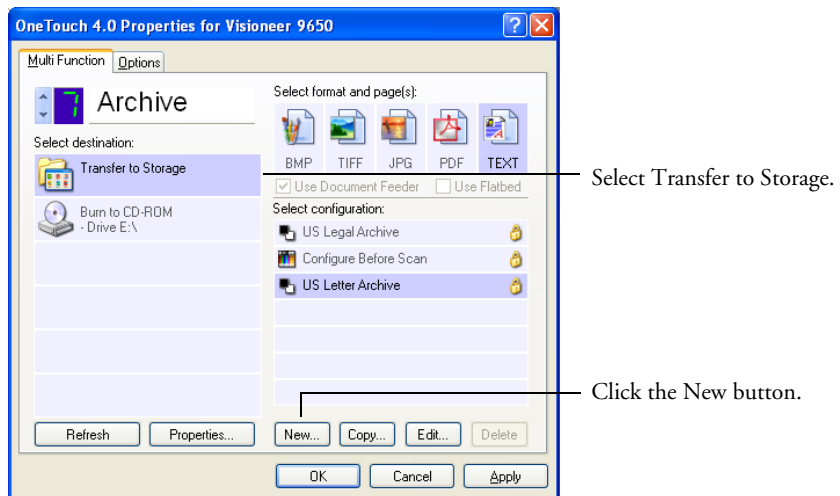 OneTouch 4.0 Properties for Visioneer 9650
Multi Function
Options
7
Archive
Select destination:
Transfer to Storage
Burn to CD-ROM
- Drive E:\
Refresh
Properties...
Select format and page(s):
BMP
TIFF
JPG
PDF
TEXT
Use Document Feeder
Use Flatbed
Select configuration:
US Legal Archive
Configure Before Scan
US Letter Archive
New...
Copy...
Edit...
Delete
OK
Cancel
Apply
Select Transfer to Storage.
Click the New button.